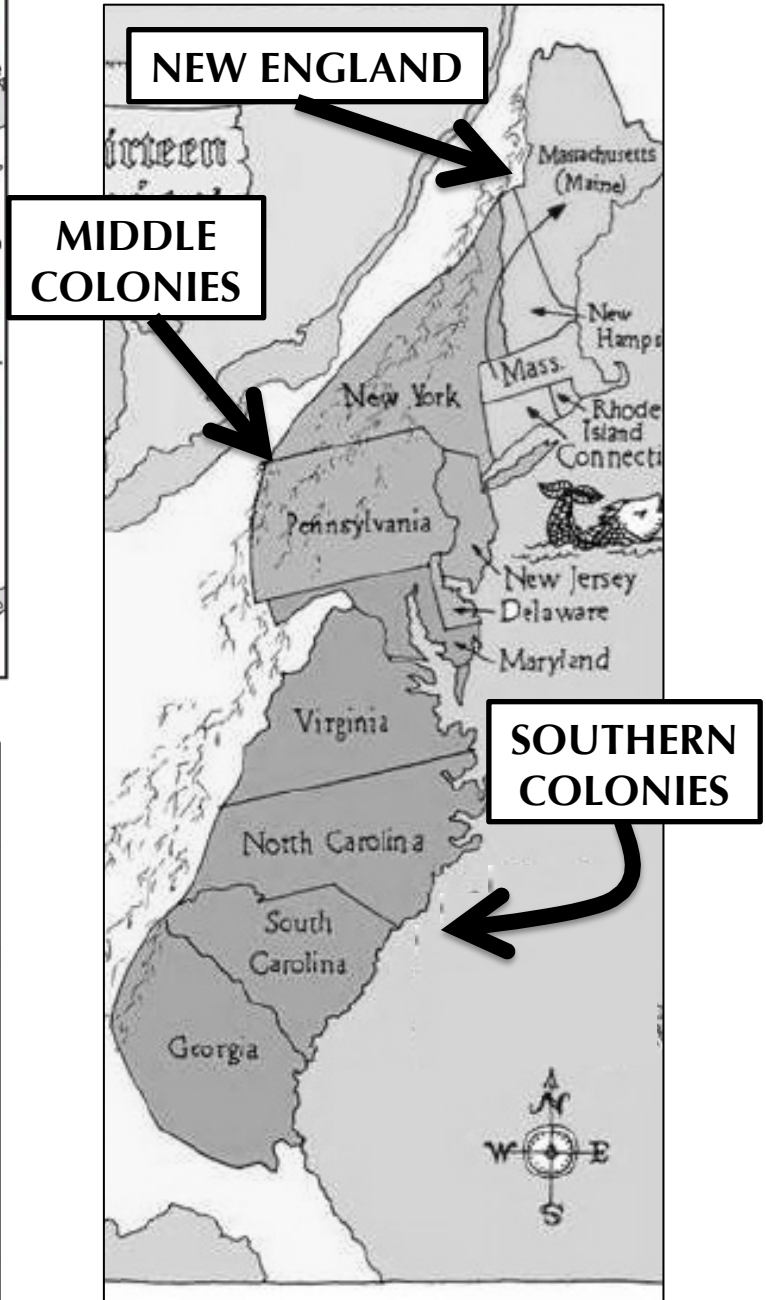 NEW ENGLAND
irteen
Massachusetts
(Maine)
MIDDLE
COLONIES
New
Hamps
Mass.
New York
Rhode
Island
Connecti
Pennsylvania
New Jersey
Delaware
Maryland
Virginia
SOUTHERN
COLONIES
North Carolina
South
Carolina
Georgia
N
W E
S